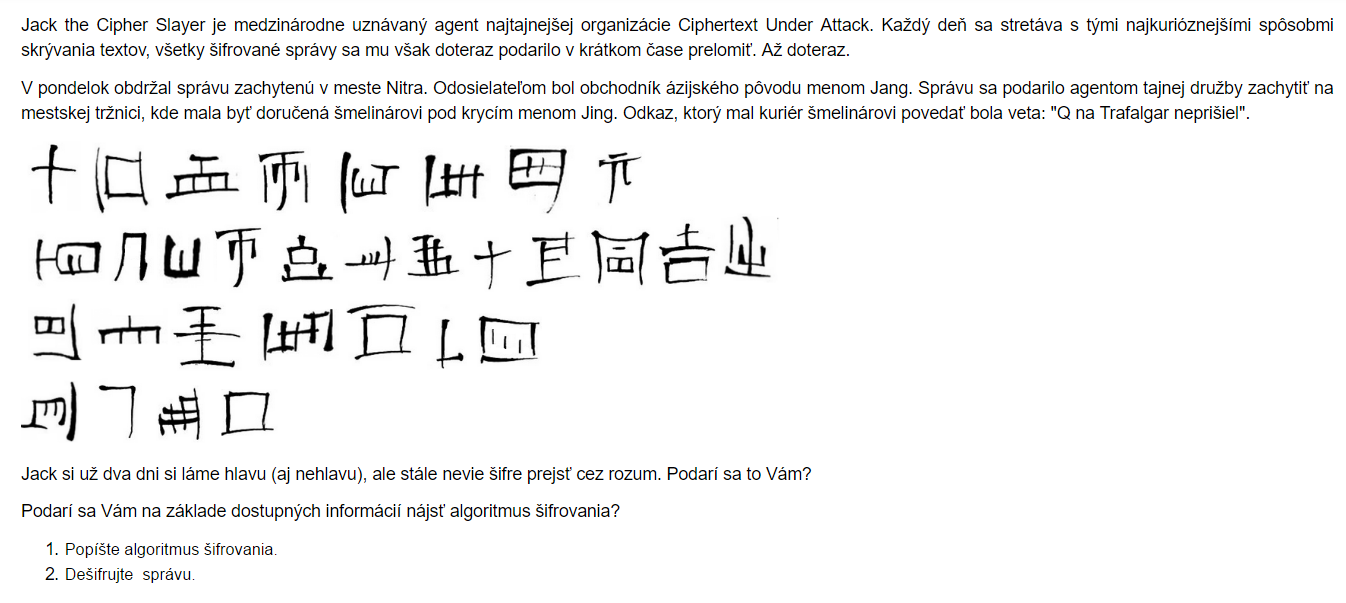 Jack the Cipher Slayer je medzinárodne uznávaný agent najtajnejšej organizácie Ciphertext Under Attack. Každý deň sa stretáva s tými najkurióznejšími spôsobmi
skrývania textov, všetky šifrované správy sa mu však doteraz podarilo v krátkom čase prelomiť. Až doteraz.
V pondelok obdržal správu zachytenú v meste Nitra. Odosielateľom bol obchodník ázijského pôvodu menom Jang. Správu sa podarilo agentom tajnej družby zachytiť na
mestskej tržnici, kde mala byť doručená šmelinárovi pod krycím menom Jing. Odkaz, ktorý mal kuriér šmelinárovi povedať bola veta: "Q na Trafalgar neprišiel".
Jack si už dva dni si láme hlavu (aj nehlavu), ale stále nevie šifre prejsť cez rozum. Podarí sa to Vám?
Podarí sa Vám na základe dostupných informácií nájsť algoritmus šifrovania?
1. Popíšte algoritmus šifrovania.
2. Dešifrujte správu.